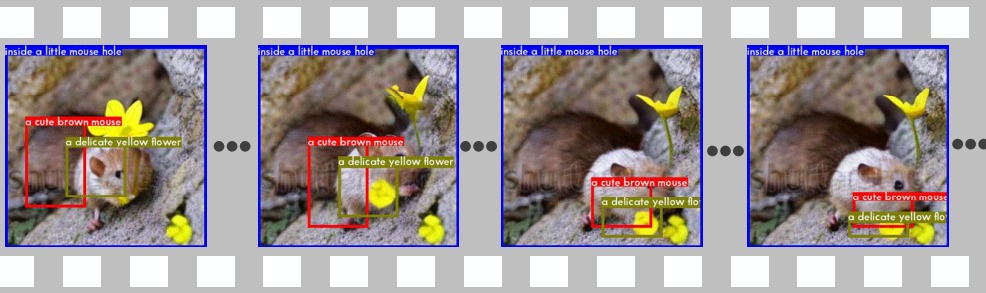 inside a little mouse hole
a cute brown mouse
a delicate yellow flower
inside a little mouse hole
a cute brown mouse
a delicate yellow flower
inside a little mouse hole
a cute brown mouse
a delicate yellow flo
inside a little mouse hole
a cute brown mouse
a delicate yellow flo